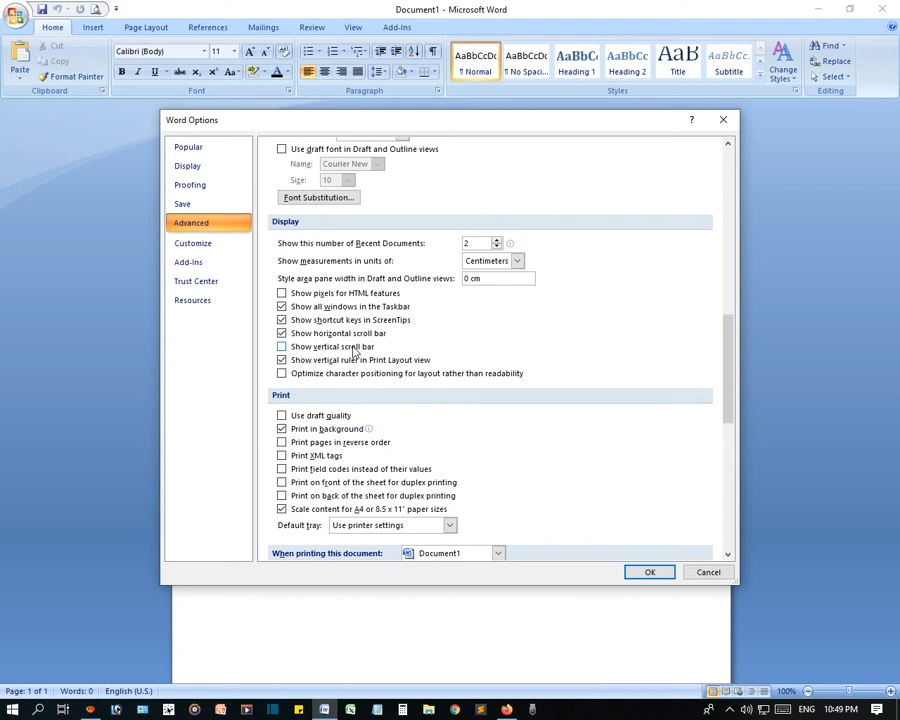 Document1 - Microsoft Word
Home Insert Page Layout References Mailings Review View Add-Ins
Paste
Cut
Copy
Format Painter
Clipboard
Calibri (Body) 11
Font
Paragraph
AaBbCcDc AaBbCcDc AaBbCc AaBbCc AaB AaBbCc.
¶ Normal ¶ No Spaci... Heading 1 Heading 2 Title Subtitle
Change Styles
Styles
Find
Replace
Select
Editing
Word Options
Popular
Display
Proofing
Save
Advanced
Customize
Add-Ins
Trust Center
Resources
Use draft font in Draft and Outline views
Name: Courier New
Size: 10
Font Substitution...
Display
Show this number of Recent Documents: 2
Show measurements in units of: Centimeters
Style area pane width in Draft and Outline views: 0 cm
Show pixels for HTML features
Show all windows in the Taskbar
Show shortcut keys in ScreenTips
Show horizontal scroll bar
Show vertical scroll bar
Show vertical ruler in Print Layout view
Optimize character positioning for layout rather than readability
Print
Use draft quality
Print in background
Print pages in reverse order
Print XML tags
Print field codes instead of their values
Print on front of the sheet for duplex printing
Print on back of the sheet for duplex printing
Scale content for A4 or 8.5 x 11" paper sizes
Default tray: Use printer settings
When printing this document: Document1
OK Cancel
Page: 1 of 1 Words: 0 English (U.S.) 100%
ENG 10:49 PM